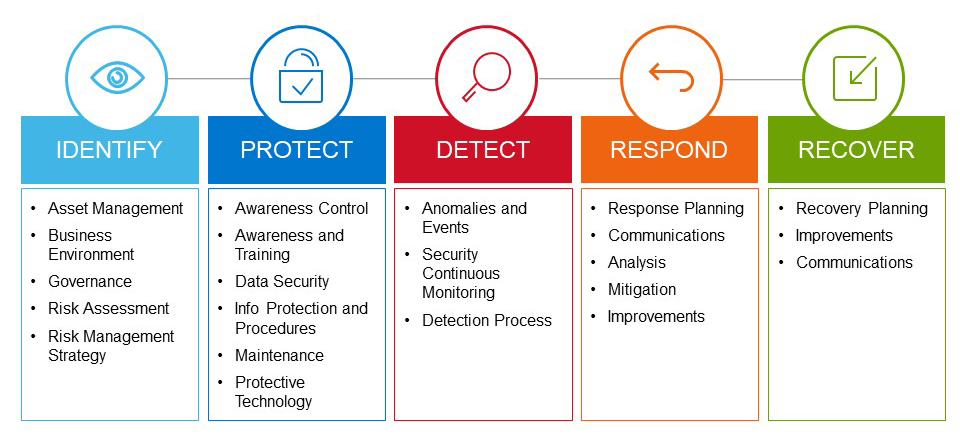 IDENTIFY
• Asset Management
• Business
Environment
• Governance
• Risk Assessment
• Risk Management
Strategy
PROTECT
• Awareness Control
• Awareness and
Training
• Data Security
• Info Protection and
Procedures
• Maintenance
• Protective
Technology
DETECT
• Anomalies and
Events
• Security
Continuous
Monitoring
• Detection Process
RESPOND
• Response Planning
• Communications
• Analysis
• Mitigation
• Improvements
RECOVER
• Recovery Planning
• Improvements
• Communications